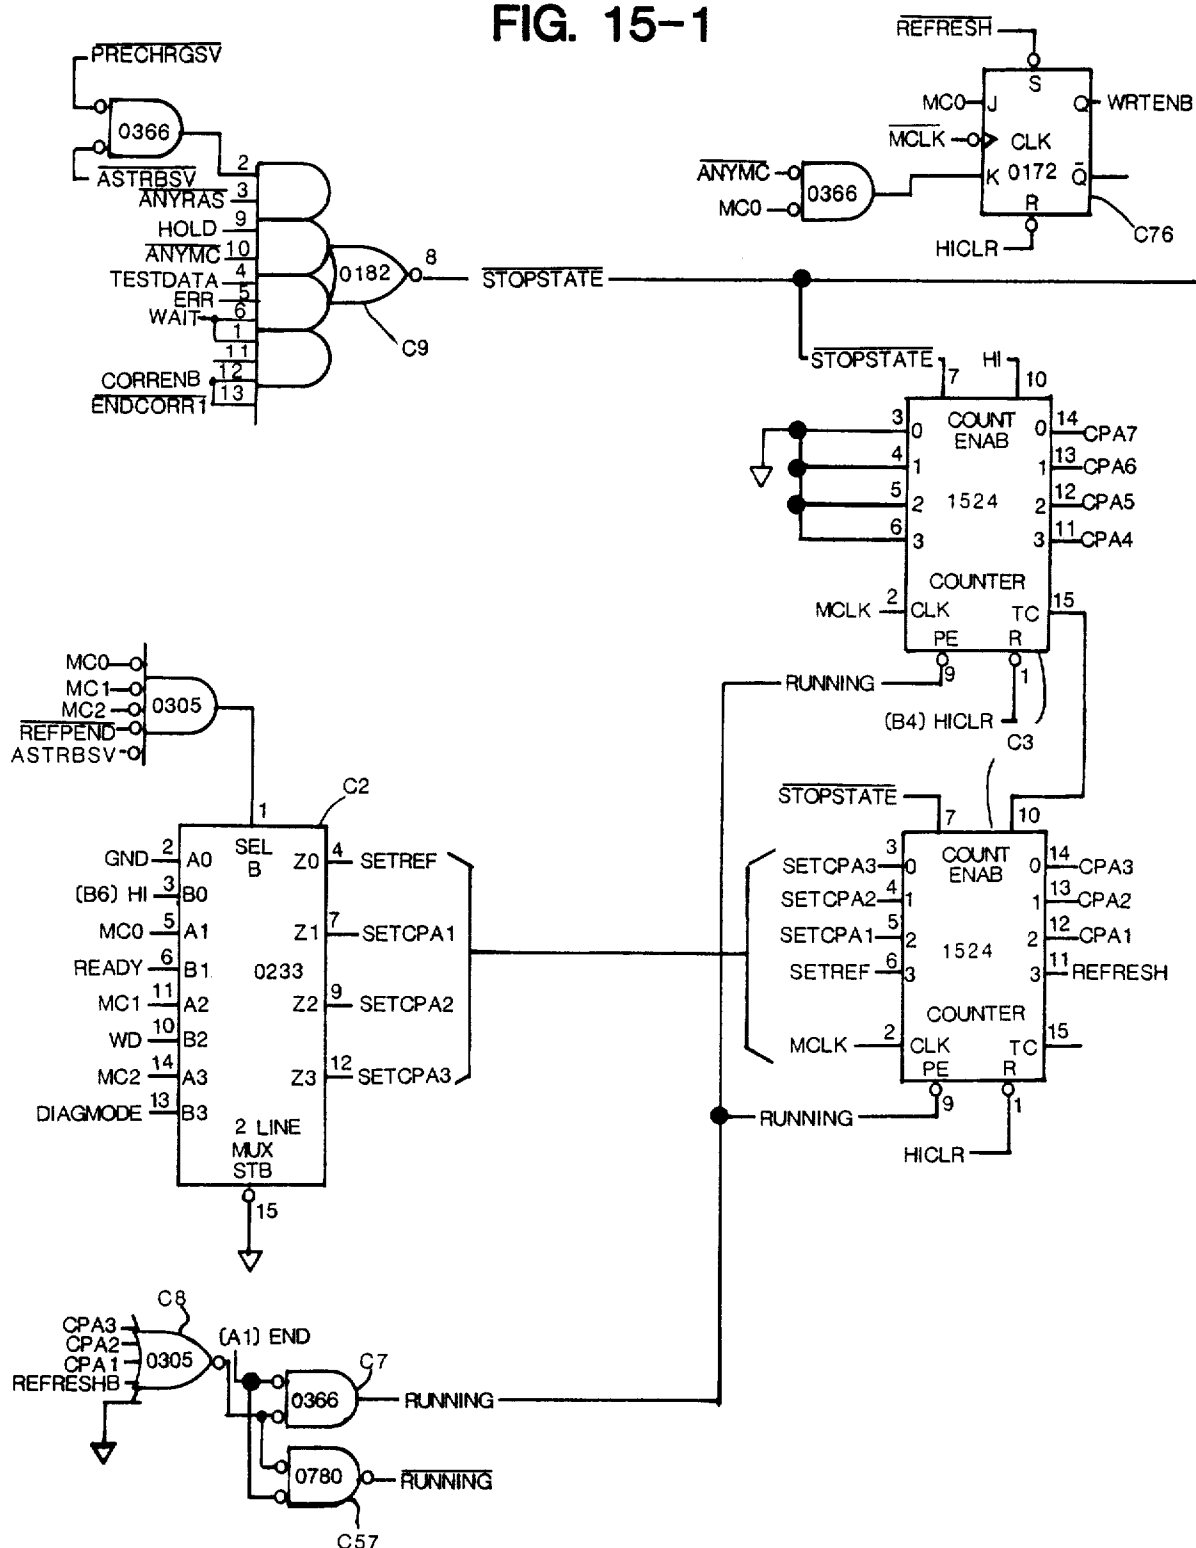 FIG. 15-1
PRECHRGSV
0366
ASTRBSV
2
ANYRAS 3
HOLD 9
ANYMC 10
TESTDATA 4
ERR 5
WAIT 6
1
11
CORRENB 12
ENDCORR1 13
0182
8
STOPSTATE
C9
REFRESH
S
MC0 J
Q WRTENB
MCLK CLK
0172
K
Q
R
HICLR
C76
ANYMC
MC0
0366
STOPSTATE
7
HI
10
COUNT
ENAB
3 0
4 1
5 2
6 3
1524
0 14 CPA7
1 13 CPA6
2 12 CPA5
3 11 CPA4
COUNTER
MCLK 2 CLK
TC 15
PE
R
9
1
RUNNING
(B4) HICLR
C3
MC0
MC1
MC2
REFPEND
ASTRBSV
0305
C2
1
SEL
B
GND 2 A0
(B6) HI 3 B0
MC0 5 A1
READY 6 B1
MC1 11 A2
WD 10 B2
MC2 14 A3
DIAGMODE 13 B3
0233
Z0 4 SETREF
Z1 7 SETCPA1
Z2 9 SETCPA2
Z3 12 SETCPA3
2 LINE
MUX
STB
15
STOPSTATE
7
10
COUNT
ENAB
SETCPA3 3 0
SETCPA2 4 1
SETCPA1 5 2
SETREF 6 3
1524
0 14 CPA3
1 13 CPA2
2 12 CPA1
3 11 REFRESH
COUNTER
MCLK 2 CLK
TC 15
PE
R
9
1
RUNNING
HICLR
C8
CPA3
CPA2
CPA1
REFRESHB
0305
(A1) END
C7
0366
RUNNING
0780
RUNNING
C57